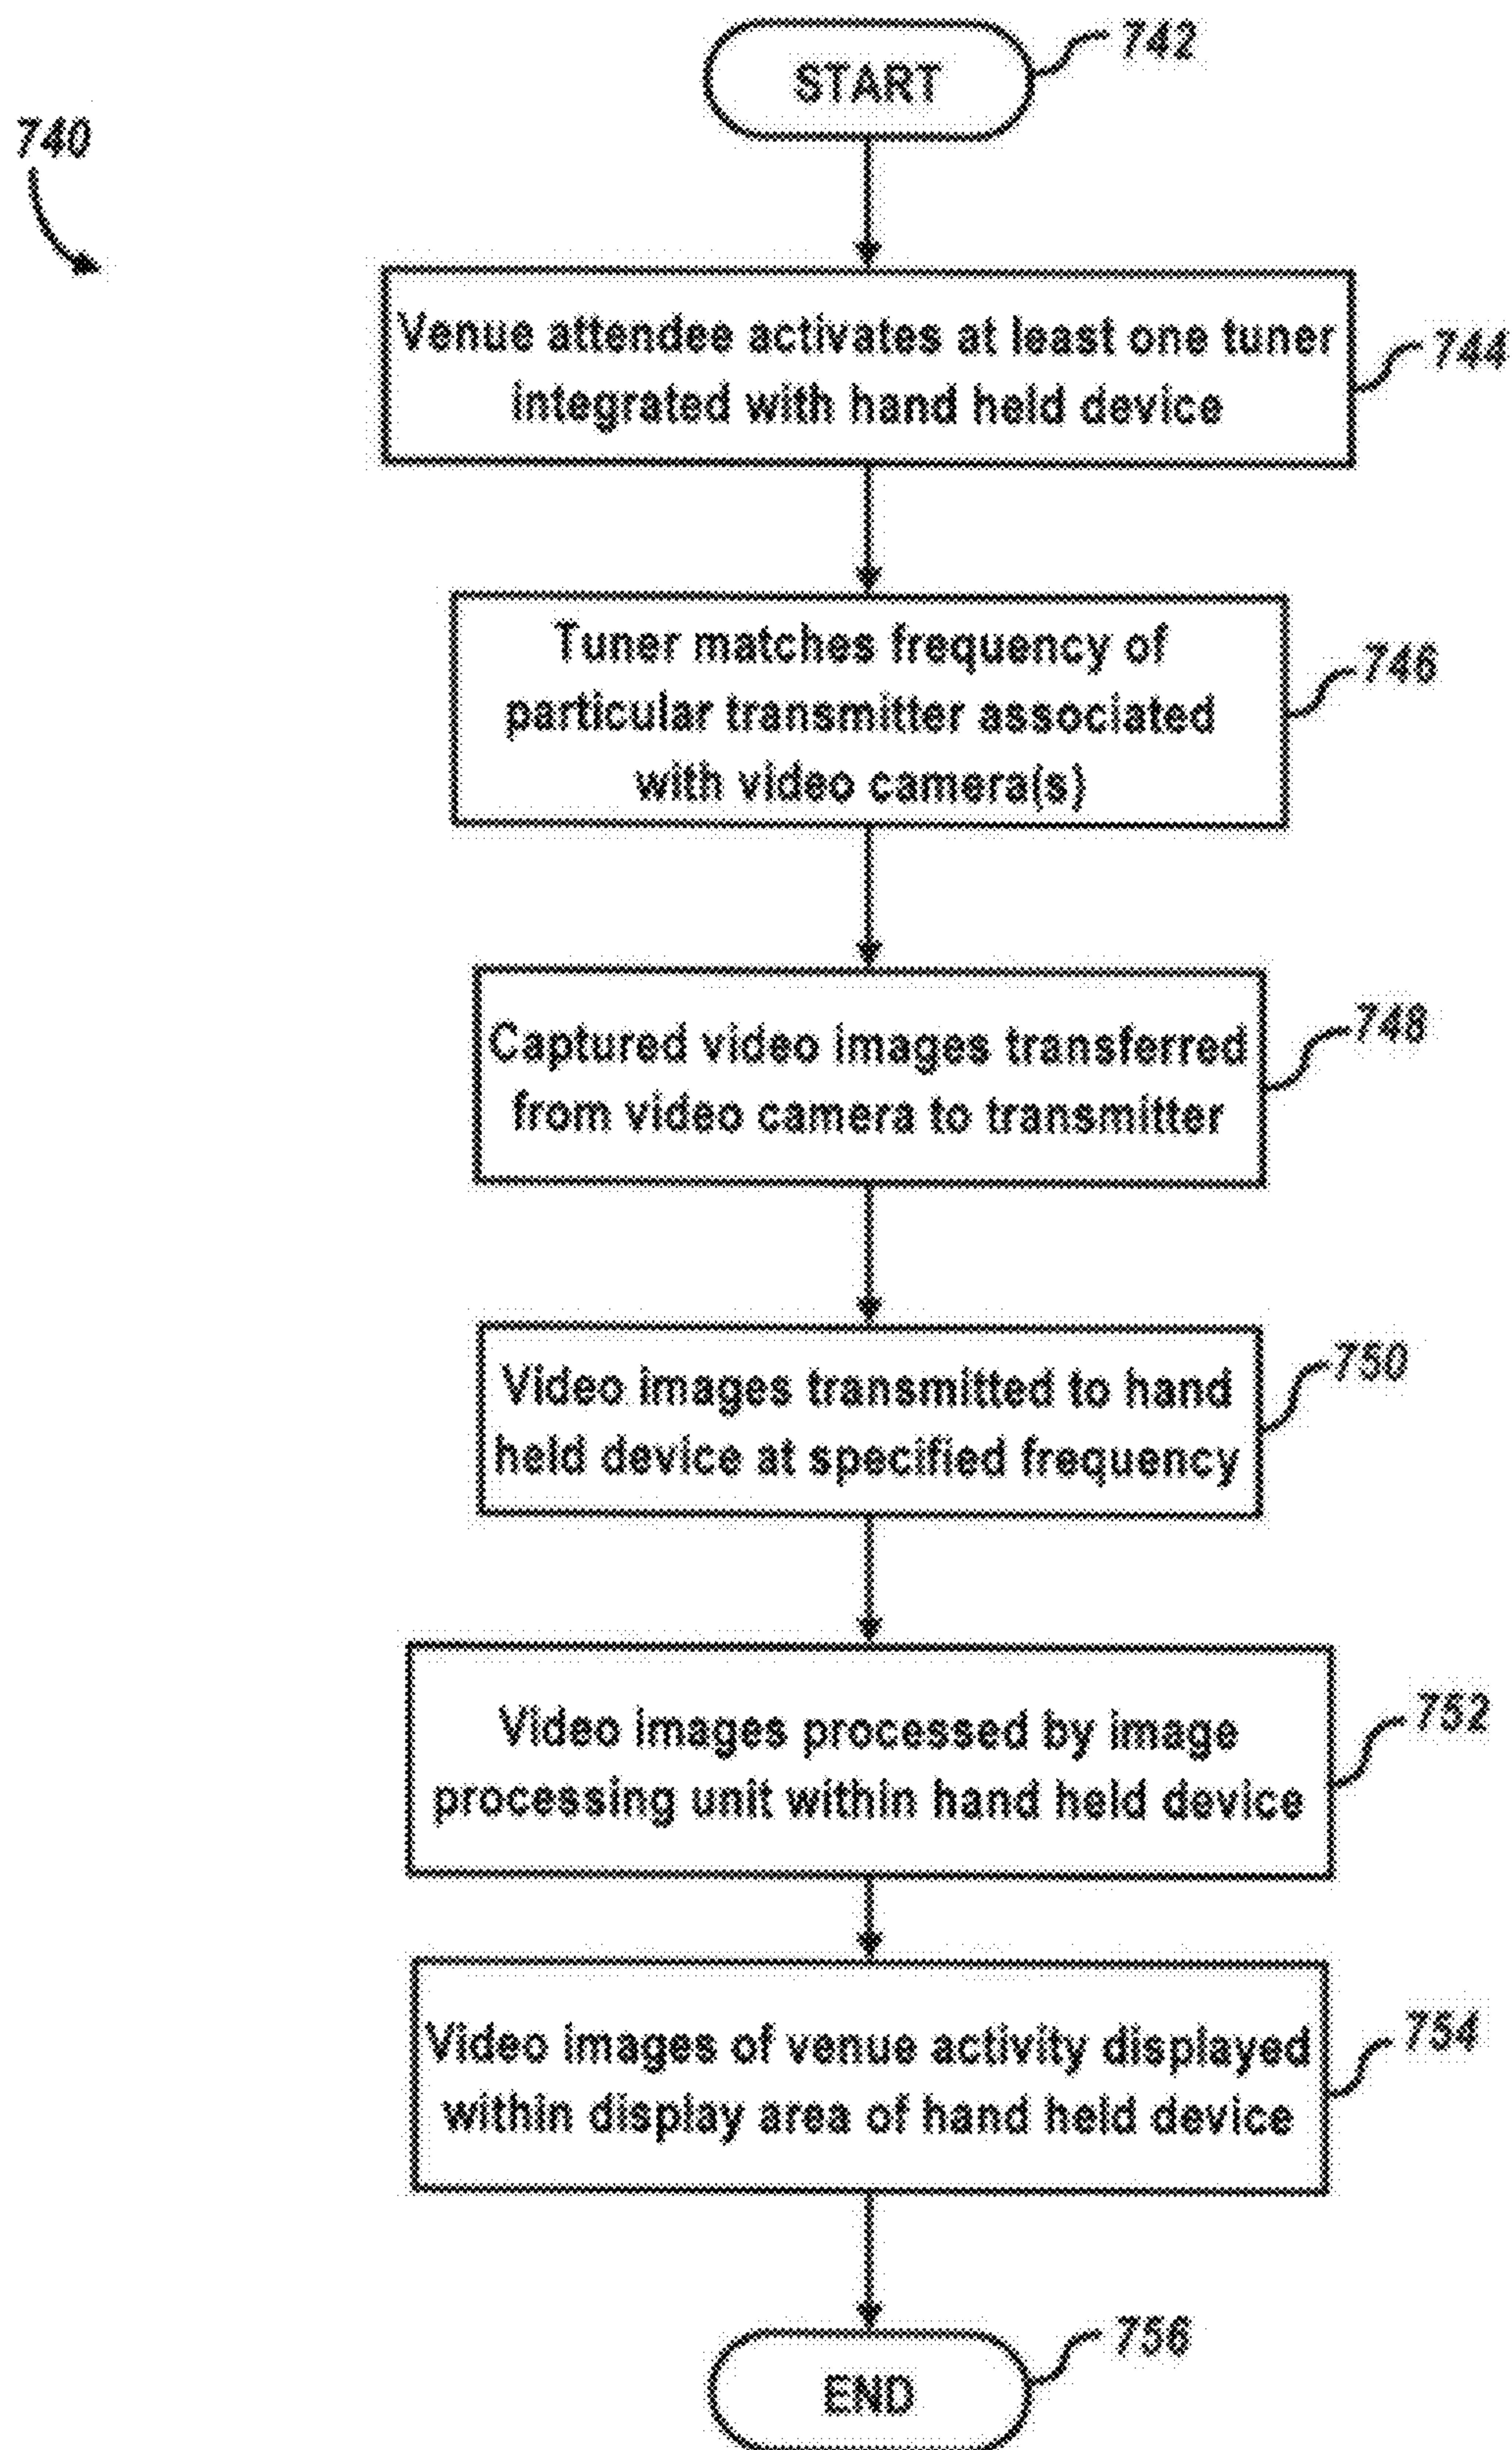 742
START
740
Venue attendee activates at least one tuner
integrated with hand held device
744
Tuner matches frequency of
particular transmitter associated
with video camera(s)
746
Captured video images transferred
from video camera to transmitter
748
Video images transmitted to hand
held device at specified frequency
750
Video images processed by image
processing unit within hand held device
752
Video images of venue activity displayed
within display area of hand held device
754
756
END